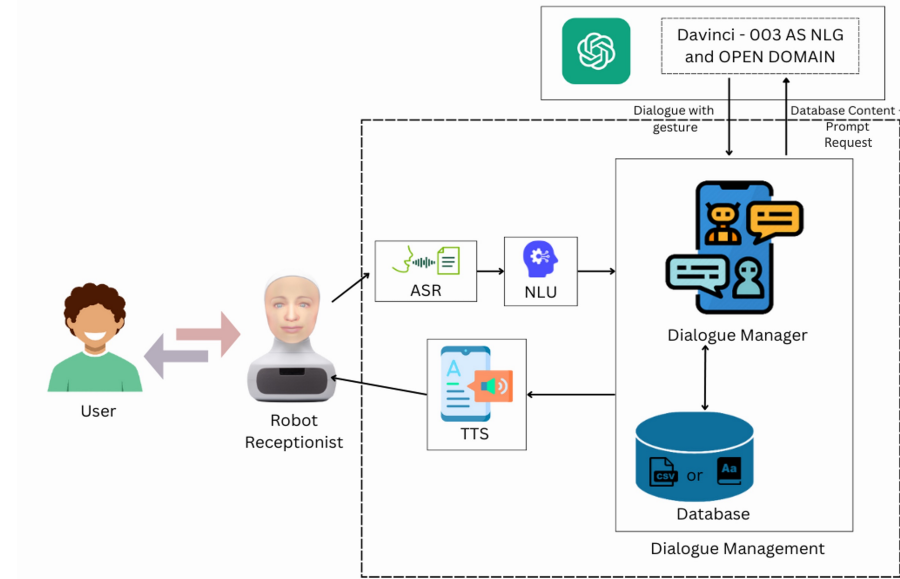 Davinci - 003 AS NLG
and OPEN DOMAIN
Dialogue with
gesture
Database Content -
Prompt
Request
ASR
NLU
Dialogue Manager
User
Robot
Receptionist
A
TTS
CSV or Aa
Database
Dialogue Management